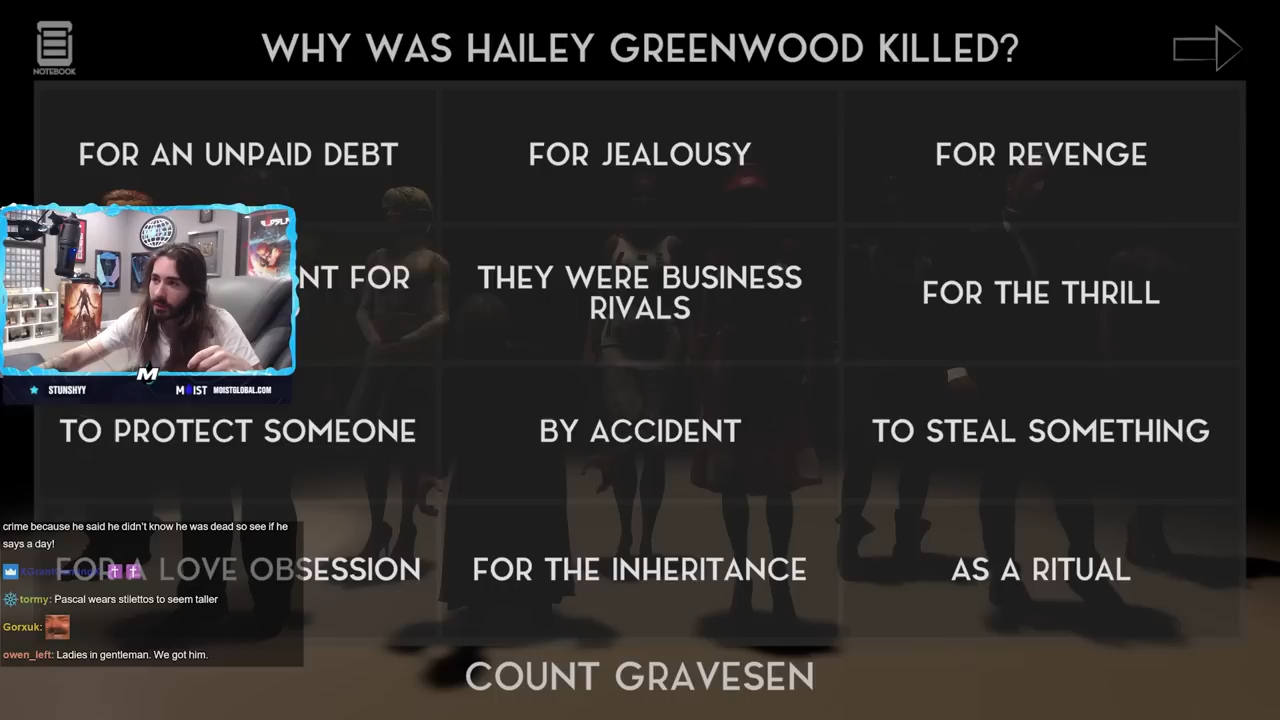 WHY WAS HAILEY GREENWOOD KILLED?
NOTEBOOK
FOR AN UNPAID DEBT
FOR JEALOUSY
FOR REVENGE
NT FOR
THEY WERE BUSINESS
RIVALS
FOR THE THRILL
M
STUNSHYY
MOIST
MOISTGLOBAL.COM
TO PROTECT SOMEONE
BY ACCIDENT
TO STEAL SOMETHING
crime because he said he didn't know he was dead so see if he
says a day!
FOR A LOVE OBSESSION
FOR THE INHERITANCE
AS A RITUAL
tormy: Pascal wears stilettos to seem taller
Gorxuk:
owen_left: Ladies in gentleman. We got him.
COUNT GRAVESEN